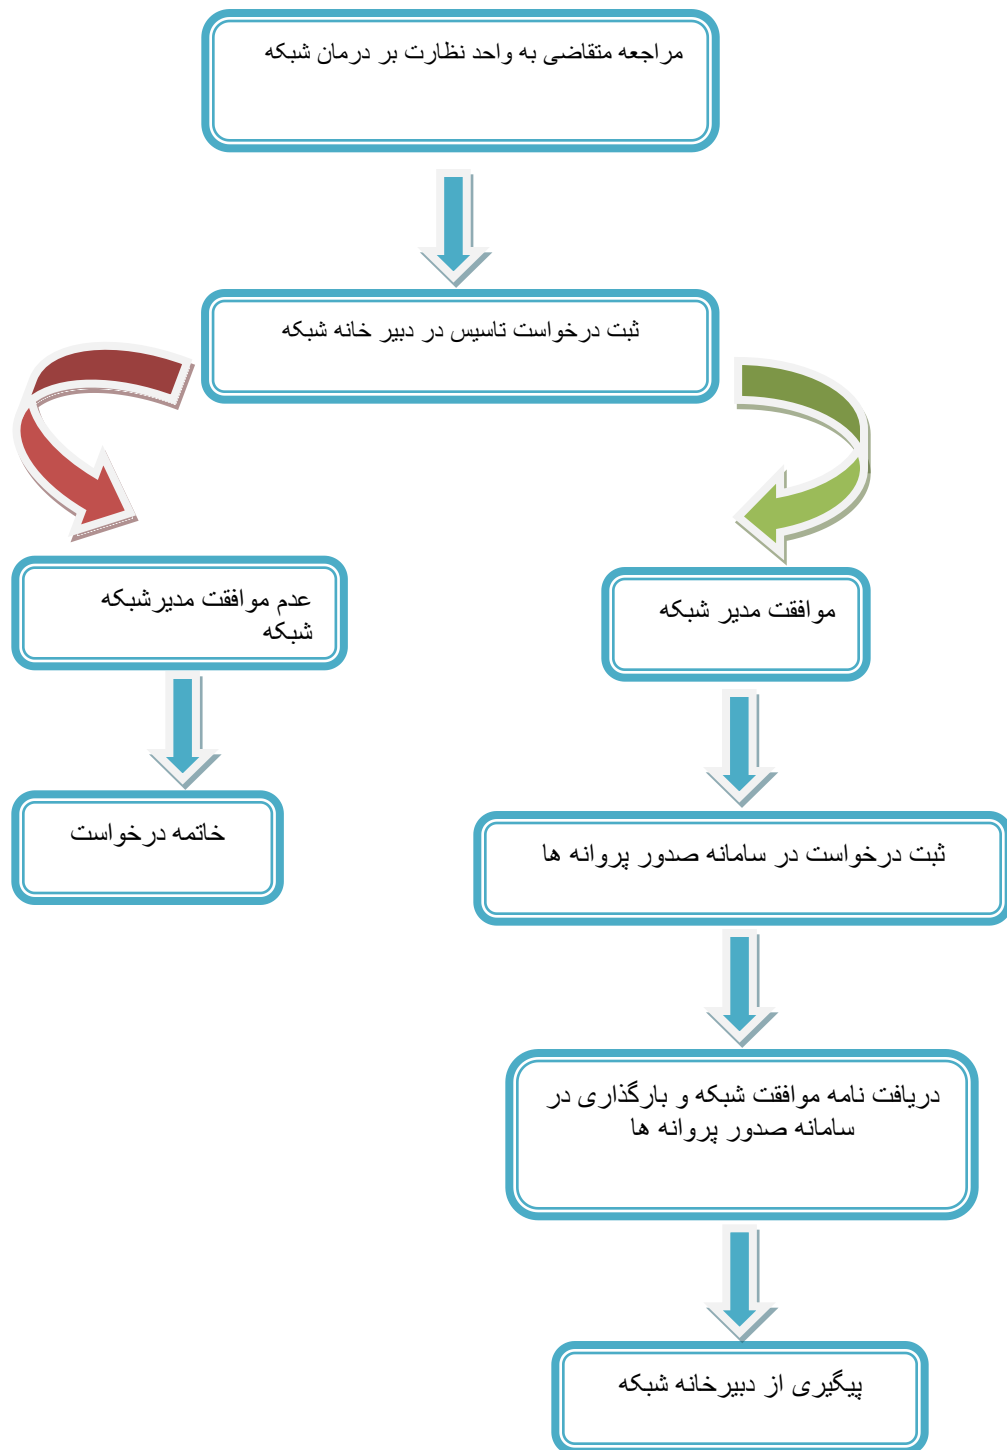 مراجعه متقاضی به واحد نظارت بر درمان شبکه
ثبت درخواست تاسیس در دبیر خانه شبکه
موافقت مدیر شبکه
عدم موافقت مدیرشبکه
شبکه
ثبت درخواست در سامانه صدور پروانه ها
خاتمه درخواست
دریافت نامه موافقت شبکه و بارگذاری در
سامانه صدور پروانه ها
پیگیری از دبیرخانه شبکه